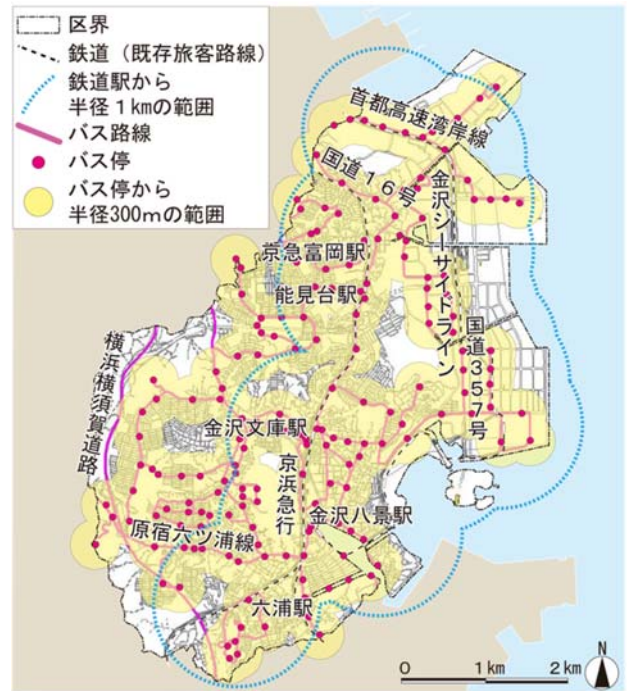 区界
鉄道（既存旅客路線）
鉄道駅から
半径１kmの範囲
バス路線
バス停
バス停から
半径300ｍの範囲
首都高速湾岸線
国道１６号
金沢シーサイドライン
京急富岡駅
能見台駅
国道３５７号
横浜横須賀道路
金沢文庫駅
京浜急行
金沢八景駅
原宿六ツ浦線
六浦駅
N
0 1 km 2 km